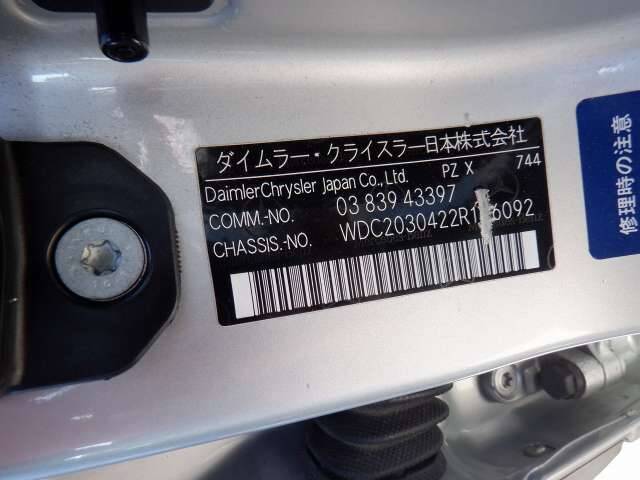 ダイムラー・クライスラー日本株式会社
DaimlerChrysler Japan Co., Ltd. PZ X 744
COMM.-NO. 03 839 43397
CHASSIS.-NO.
修理時の注意